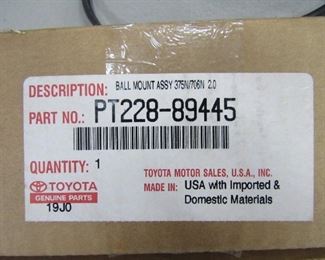 DESCRIPTION: BALL MOUNT ASSY 375N/706N 2.0
PART NO.: PT228-89445
QUANTITY: 1
TOYOTA MOTOR SALES, U.S.A., INC.
TOYOTA
GENUINE PARTS
MADE IN: USA with Imported &
Domestic Materials
19J0